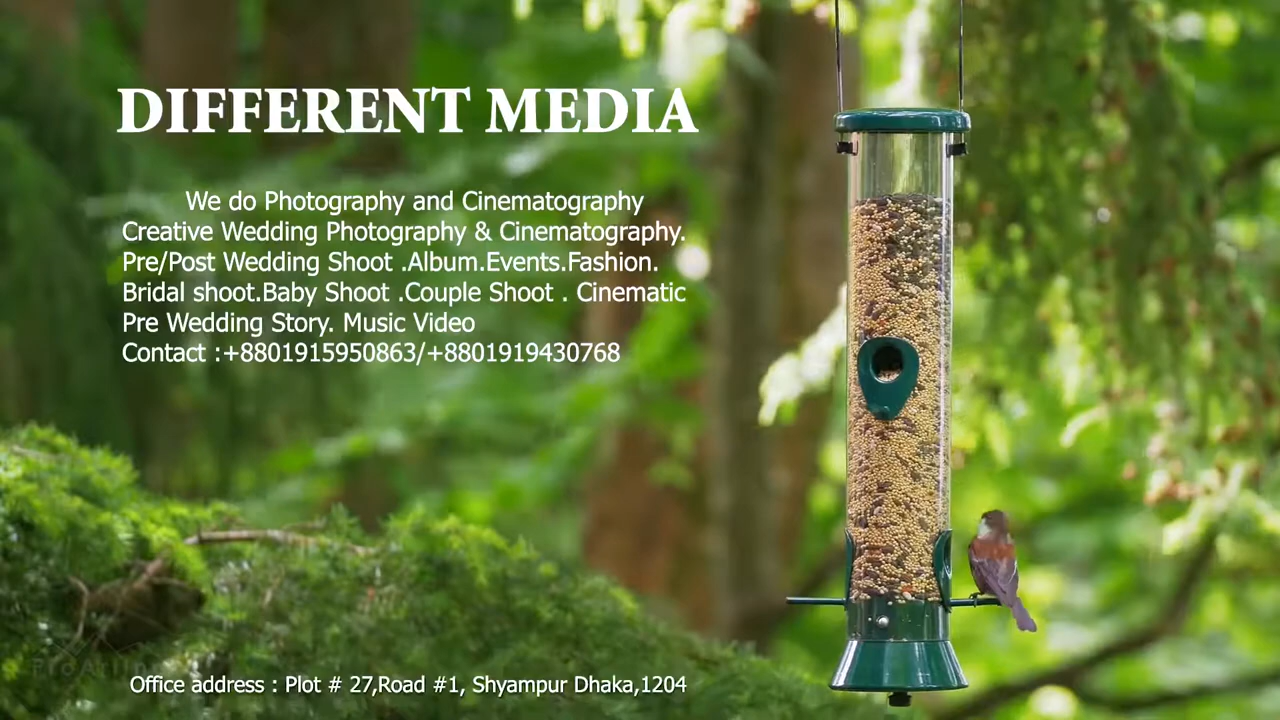 DIFFERENT MEDIA
We do Photography and Cinematography
Creative Wedding Photography & Cinematography.
Pre/Post Wedding Shoot .Album.Events.Fashion.
Bridal shoot.Baby Shoot .Couple Shoot . Cinematic
Pre Wedding Story. Music Video
Contact :+8801915950863/+8801919430768
Office address : Plot # 27,Road #1, Shyampur Dhaka,1204